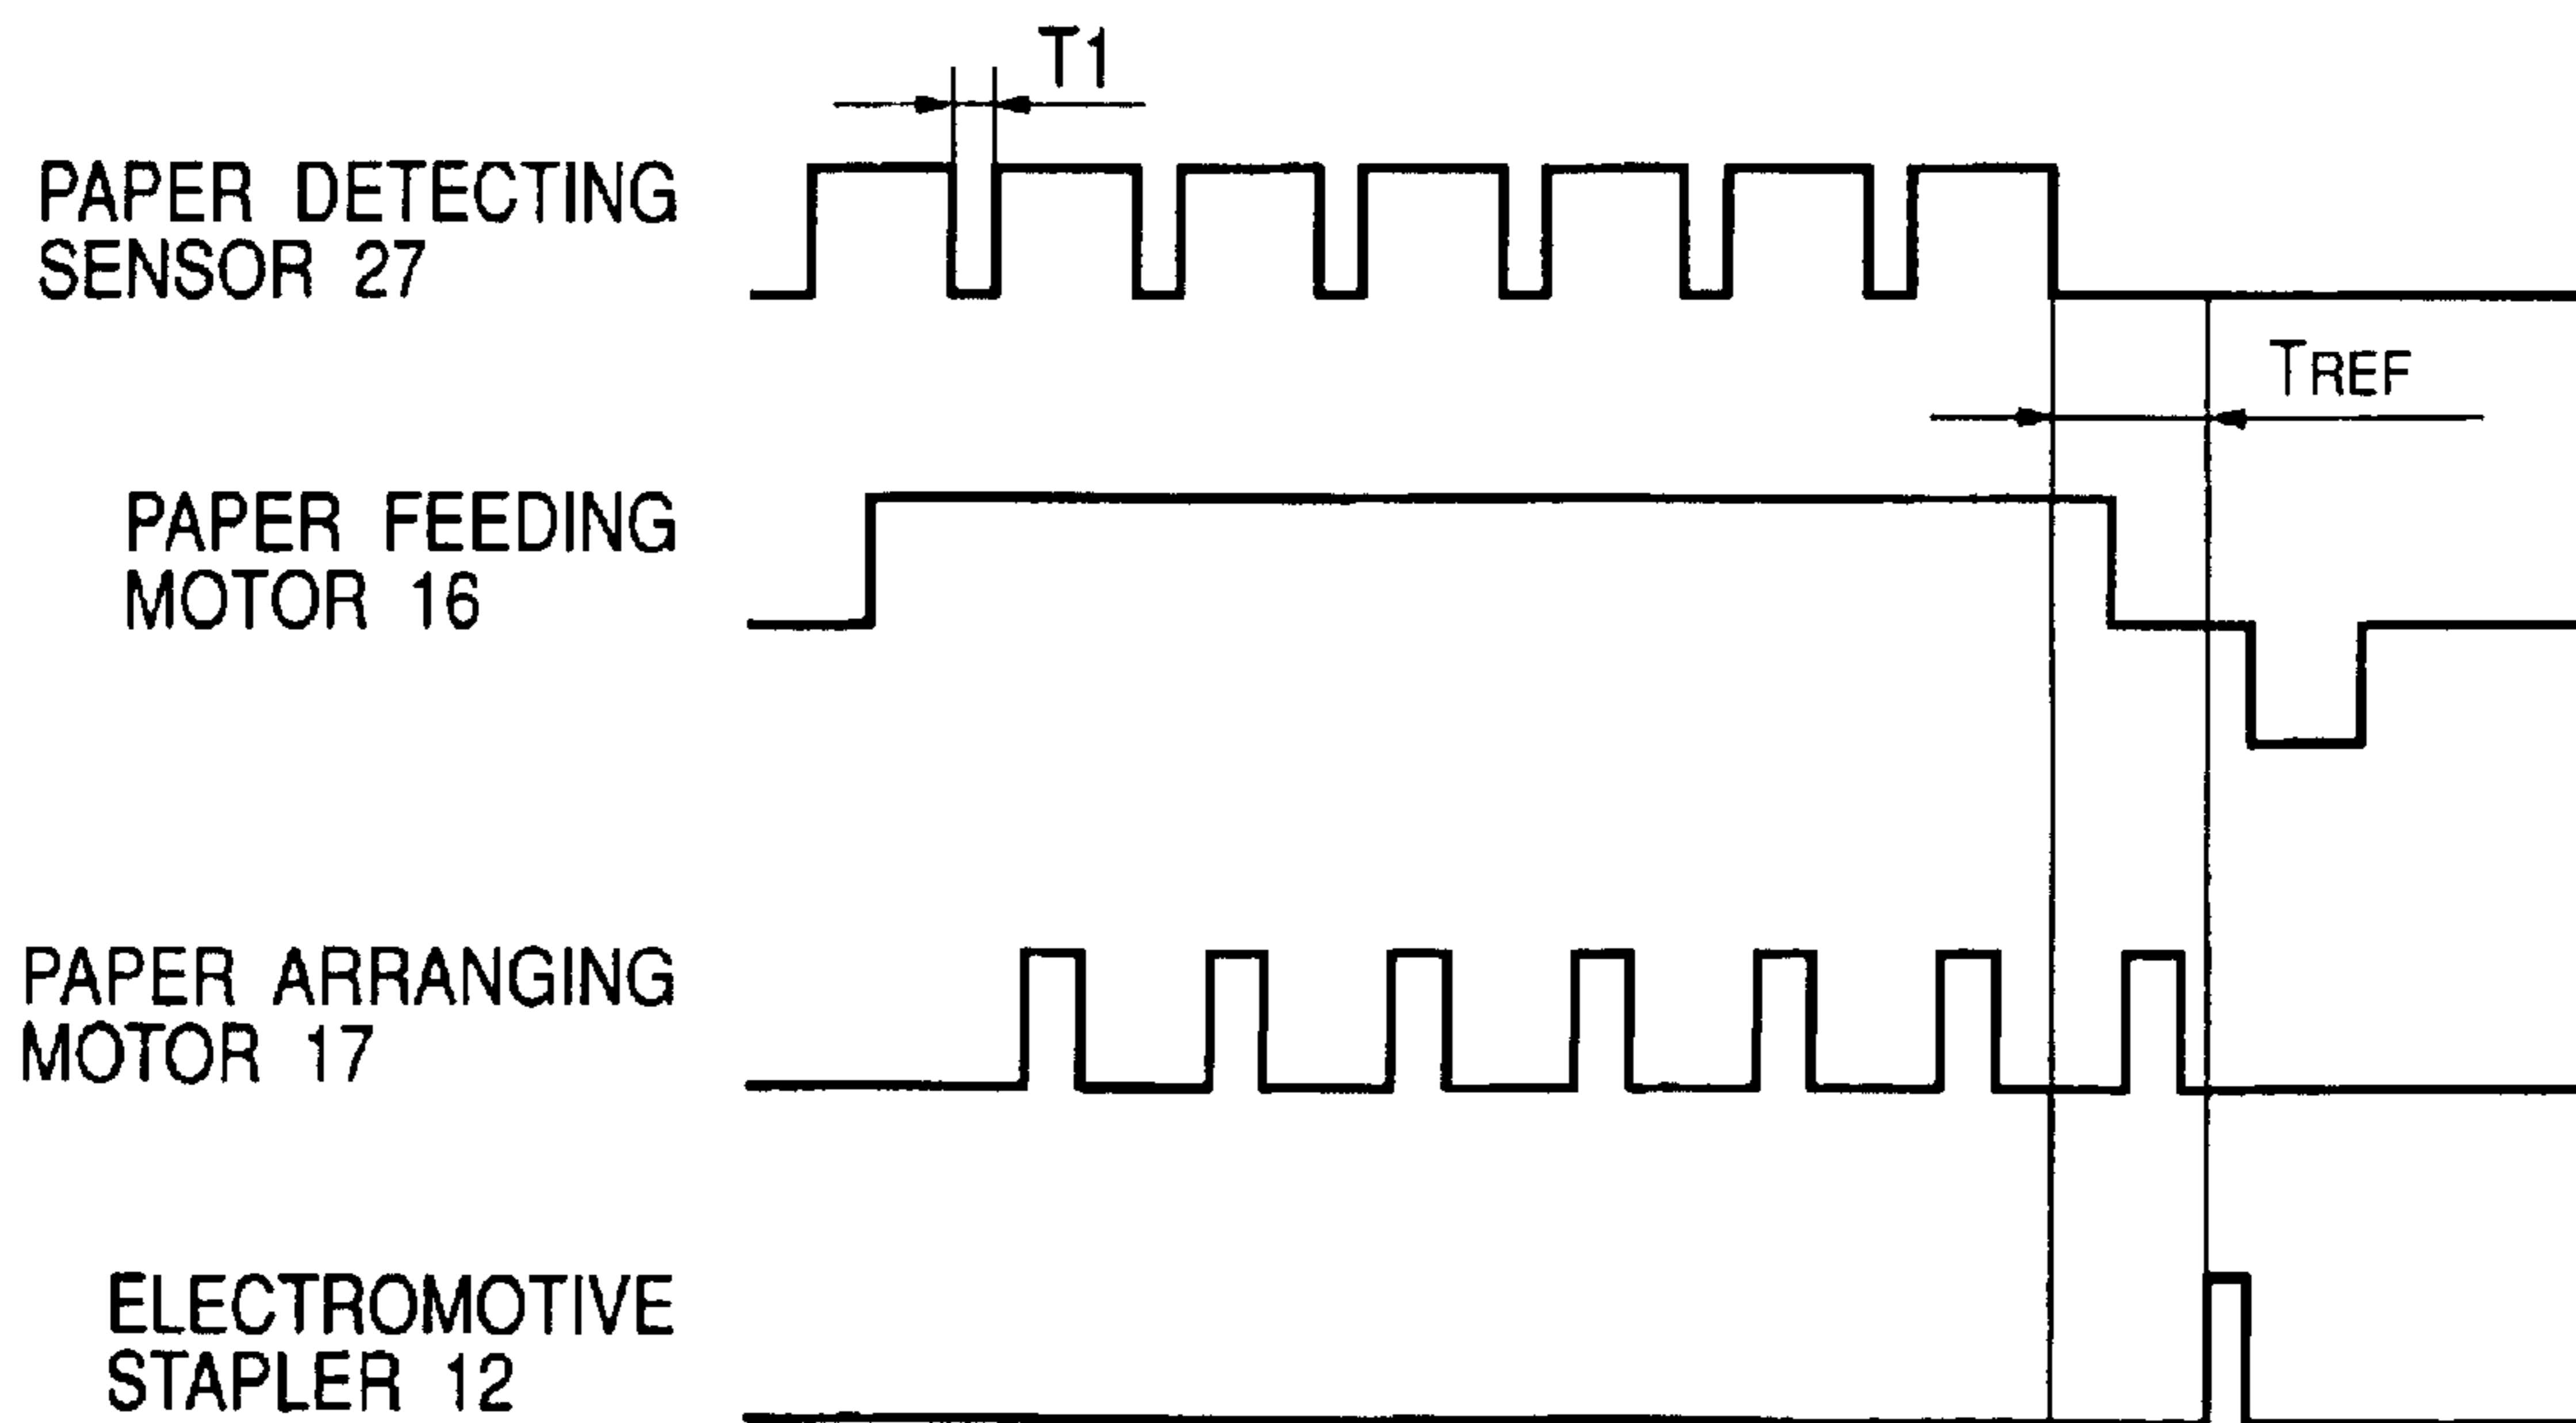 T1
PAPER DETECTING
SENSOR 27
TREF
PAPER FEEDING
MOTOR 16
PAPER ARRANGING
MOTOR 17
ELECTROMOTIVE
STAPLER 12